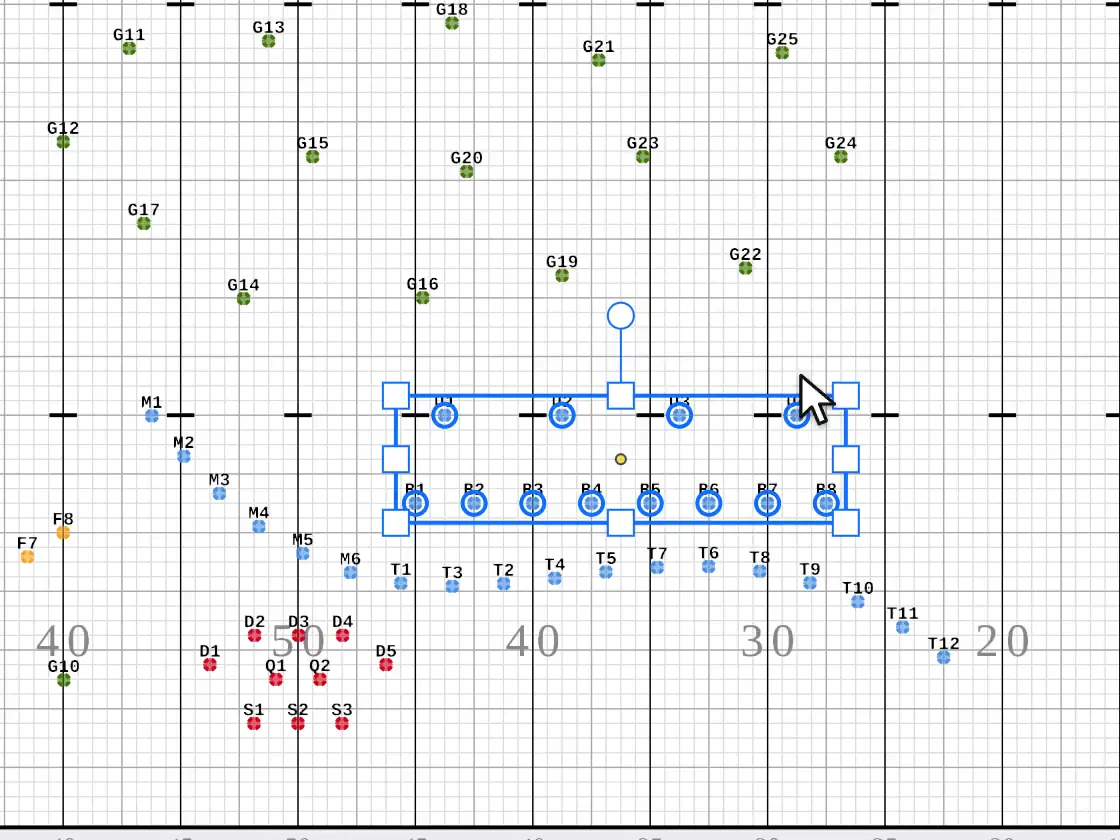 G18
G13
G11
G25
G21
G12
G15
G23
G24
G20
G17
G22
G19
G14
G16
M1
M2
M3
B1 B2 B3 B4 B5 B6 B7 B8
M4
F8
M5
F7
M6
T1 T3 T2 T4 T5 T7 T6 T8 T9
T10
T11
T12
D2 D3 D4
40 50 40 30 20
D1 D5
G10 Q1 Q2
S1 S2 S3